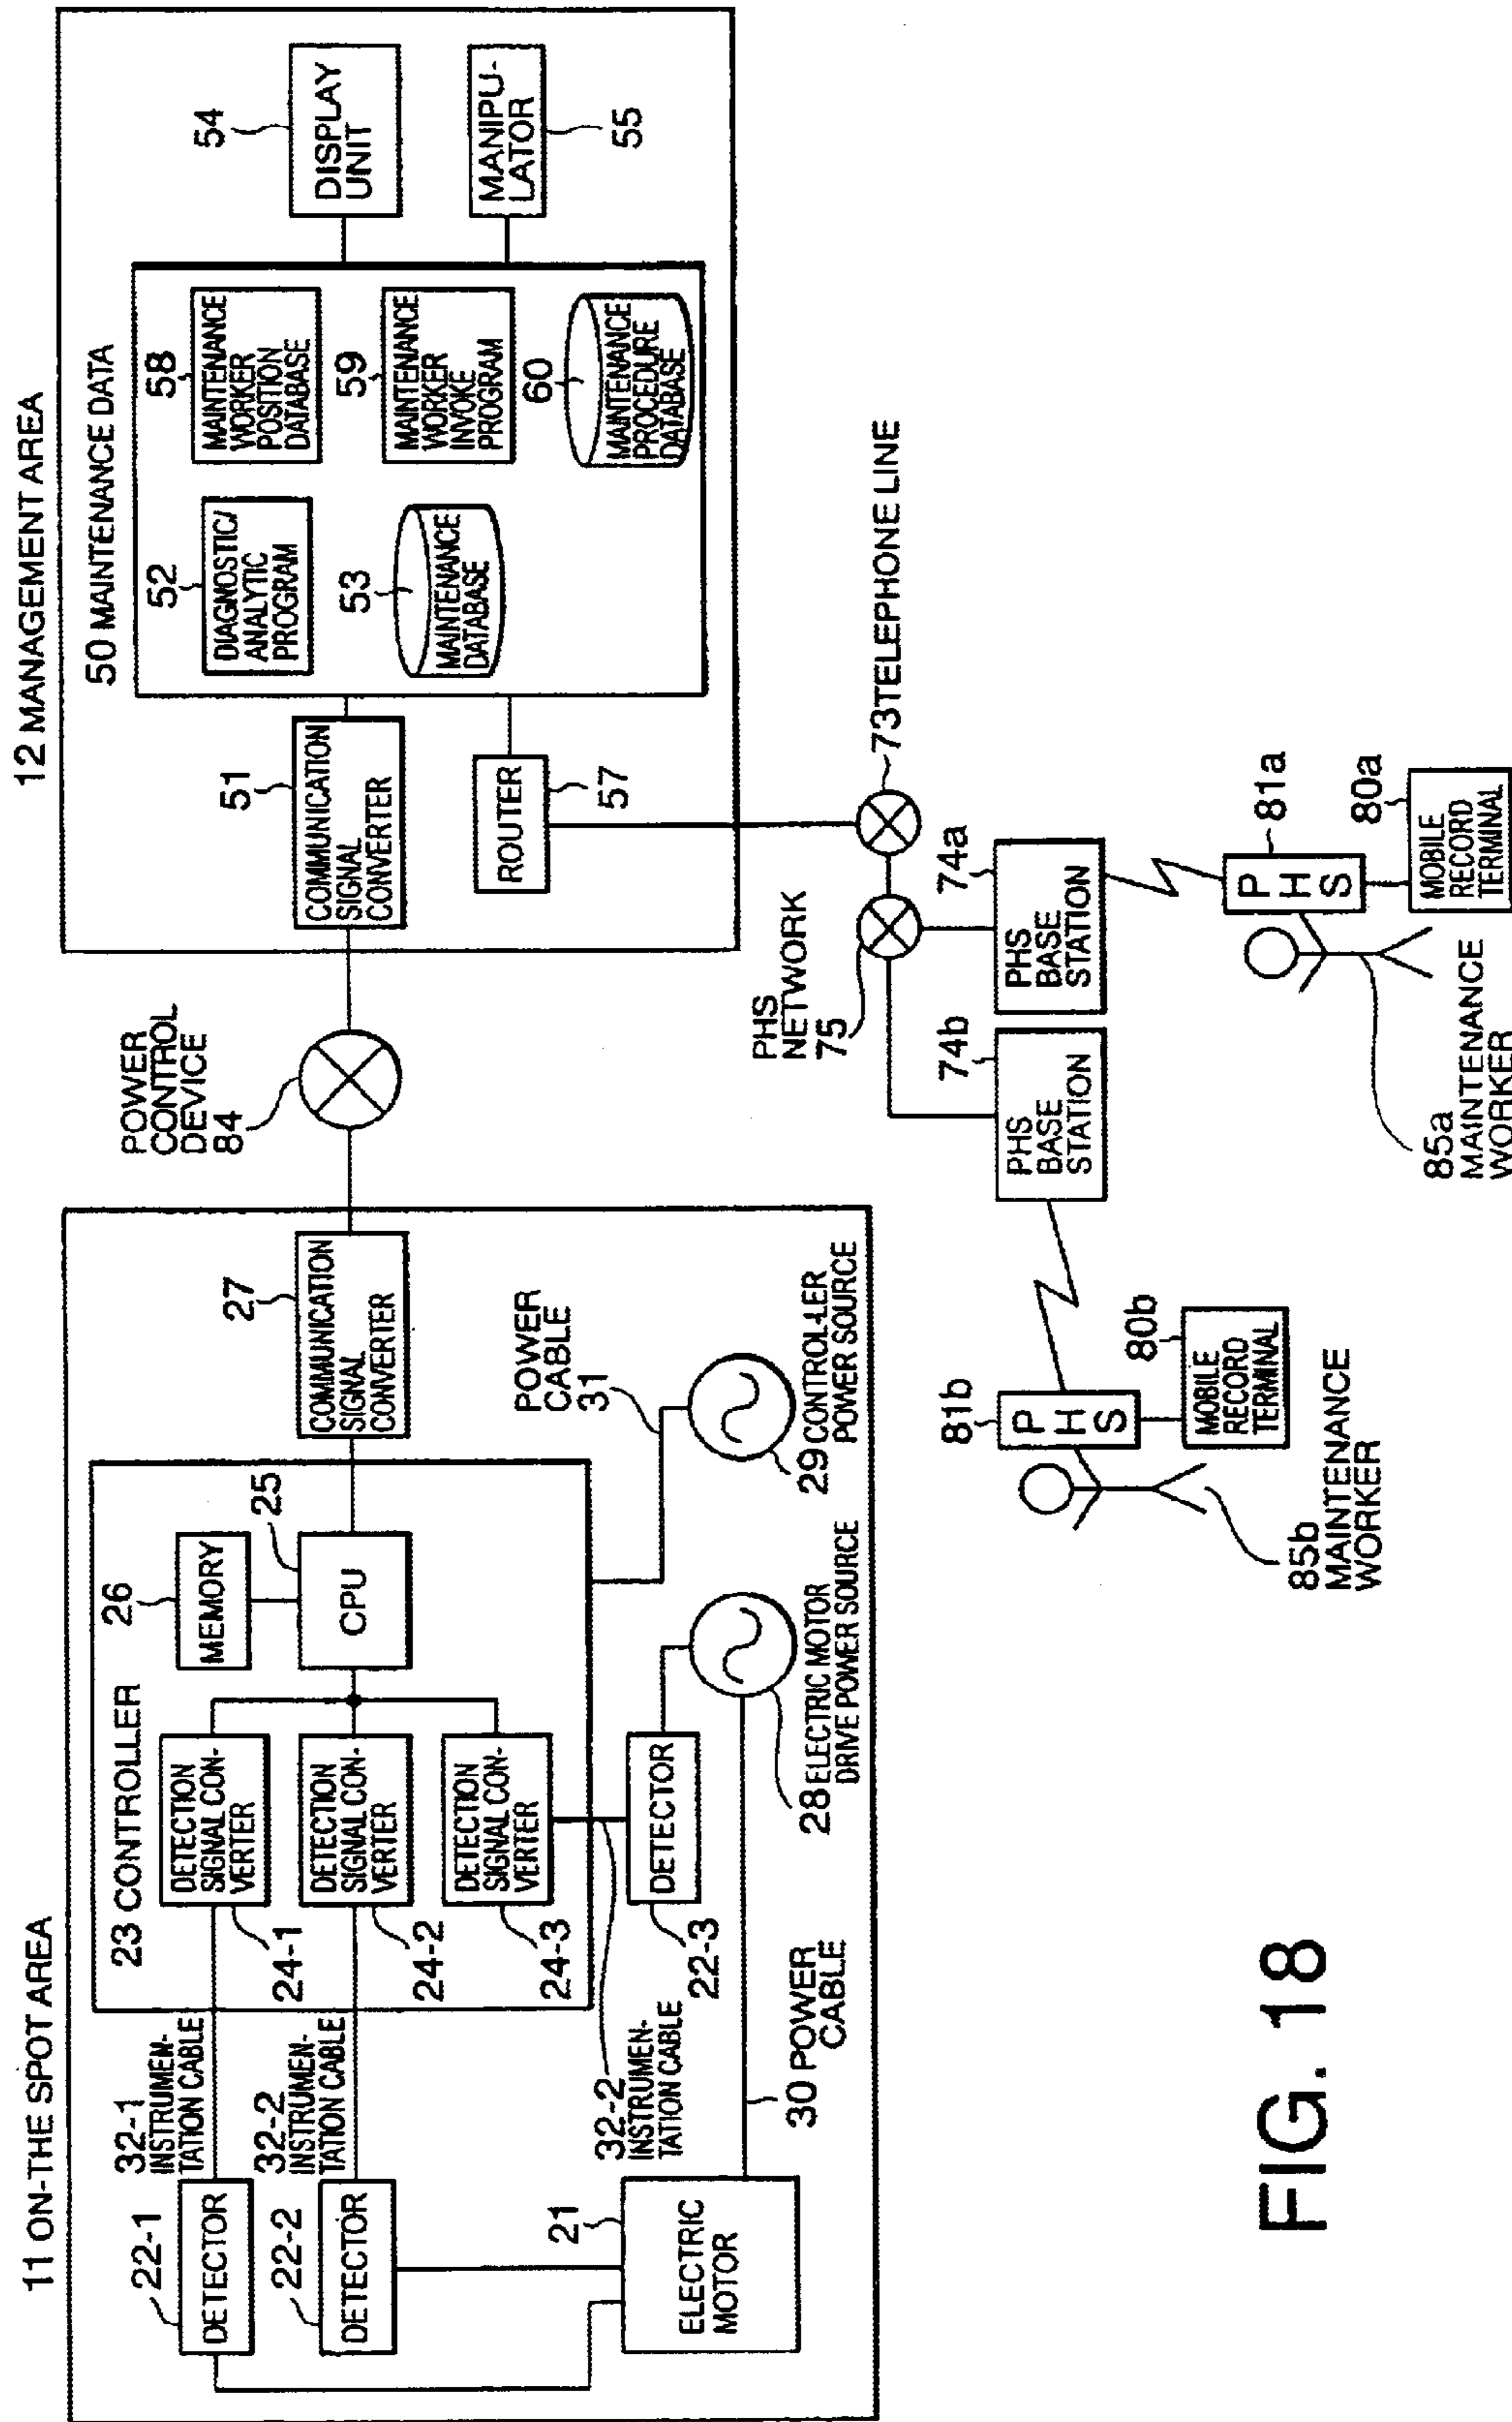 11 ON-THE SPOT AREA
22-1
DETECTOR
22-2
DETECTOR
21
ELECTRIC
MOTOR
32-1
INSTRUMEN-
TATION CABLE
32-2
INSTRUMEN-
TATION CABLE
32-2
INSTRUMEN-
TATION CABLE
30 POWER
CABLE
23 CONTROLLER
DETECTION
SIGNAL CON-
VERTER
24-1
DETECTION
SIGNAL CON-
VERTER
24-2
DETECTION
SIGNAL CON-
VERTER
24-3
DETECTOR
22-3
26
MEMORY
25
CPU
28 ELECTRIC MOTOR
DRIVE POWER SOURCE
27
COMMUNICATION
SIGNAL
CONVERTER
POWER
CABLE
31
29 CONTROL-LER
POWER SOURCE
POWER
CONTROL
DEVICE
84
12 MANAGEMENT AREA
51
COMMUNICATION
SIGNAL
CONVERTER
ROUTER
57
50 MAINTENANCE DATA
52
DIAGNOSTIC/
ANALYTIC
PROGRAM
53
MAINTENANCE
DATABASE
58
MAINTENANCE
WORKER
POSITION
DATABASE
59
MAINTENANCE
WORKER
INVOKE
PROGRAM
60
MAINTENANCE
PROCEDURE
DATABASE
54
DISPLAY
UNIT
MANIPU-
LATOR
55
73 TELEPHONE LINE
PHS
NETWORK
75
74a
PHS
BASE
STATION
74b
PHS
BASE
STATION
81a
PHS
80a
MOBILE
RECORD
TERMINAL
85a
MAINTENANCE
WORKER
81b
PHS
80b
MOBILE
RECORD
TERMINAL
85b
MAINTENANCE
WORKER
FIG. 18